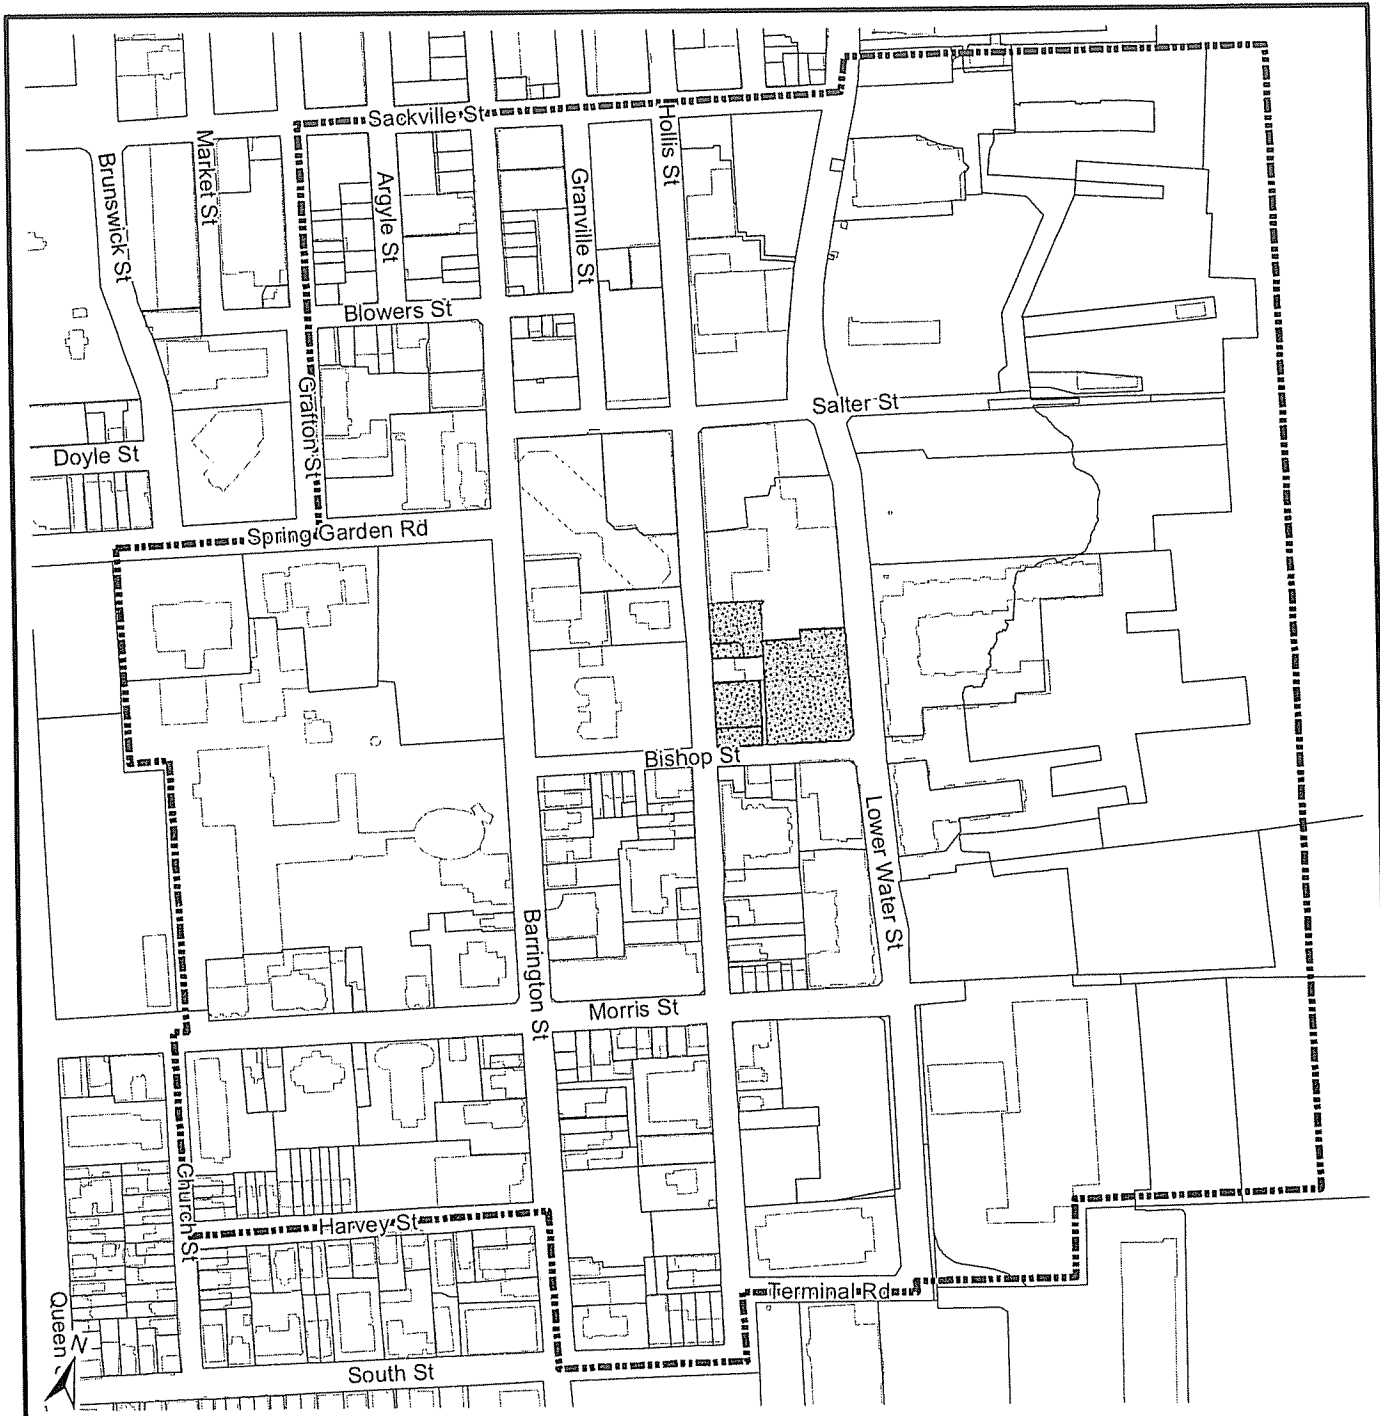 Sackville St
Hollis St
Market St
Brunswick St
Argyle St
Granville St
Blowers St
Grafton St
Salter St
Doyle St
Spring Garden Rd
Bishop St
Lower Water St
Barrington St
Morris St
Church St
Harvey St
Terminal Rd
Queen
N
South St